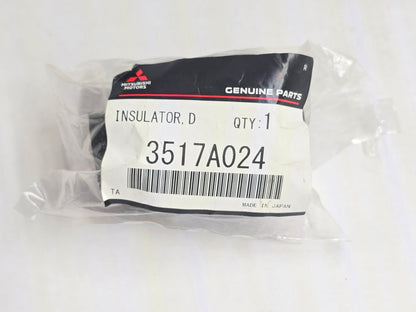 MITSUBISHI
MOTORS
GENUINE PARTS
INSULATOR,D QTY:1
3517A024
TA
MADE IN JAPAN